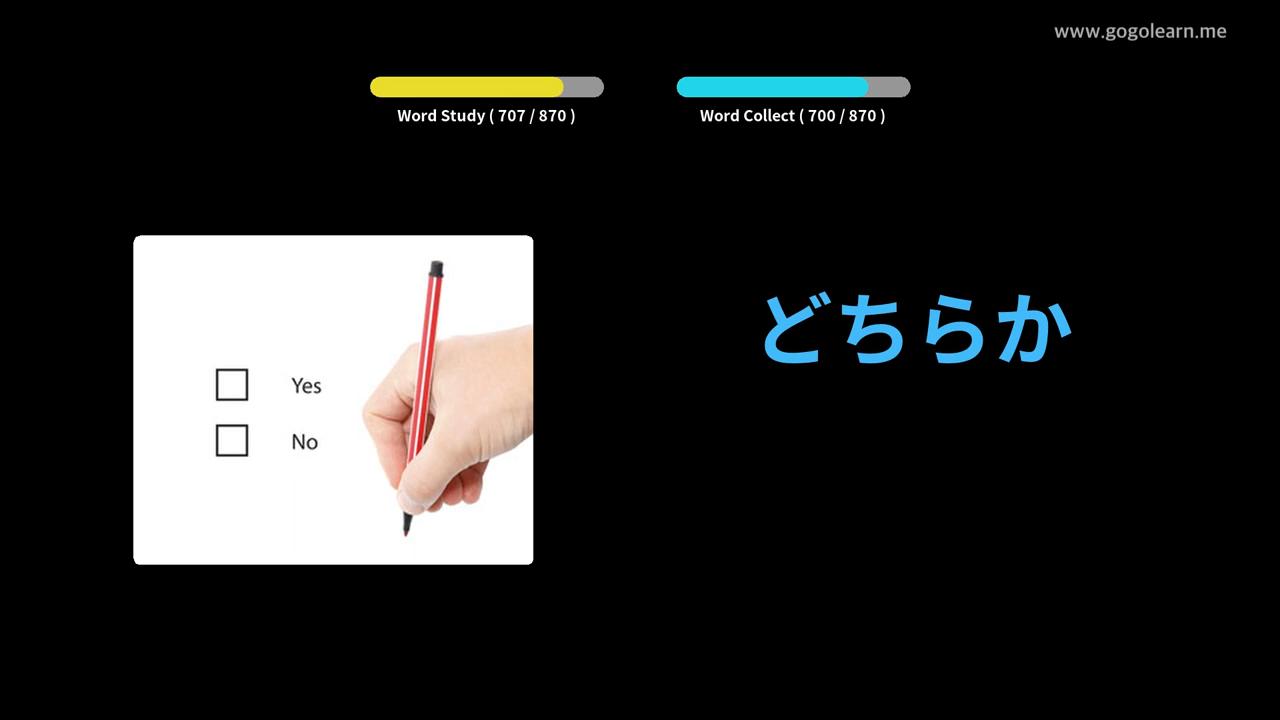 www.gogolearn.me
Word Study ( 707 / 870 )
Word Collect ( 700 / 870 )
Yes
No
どちらか